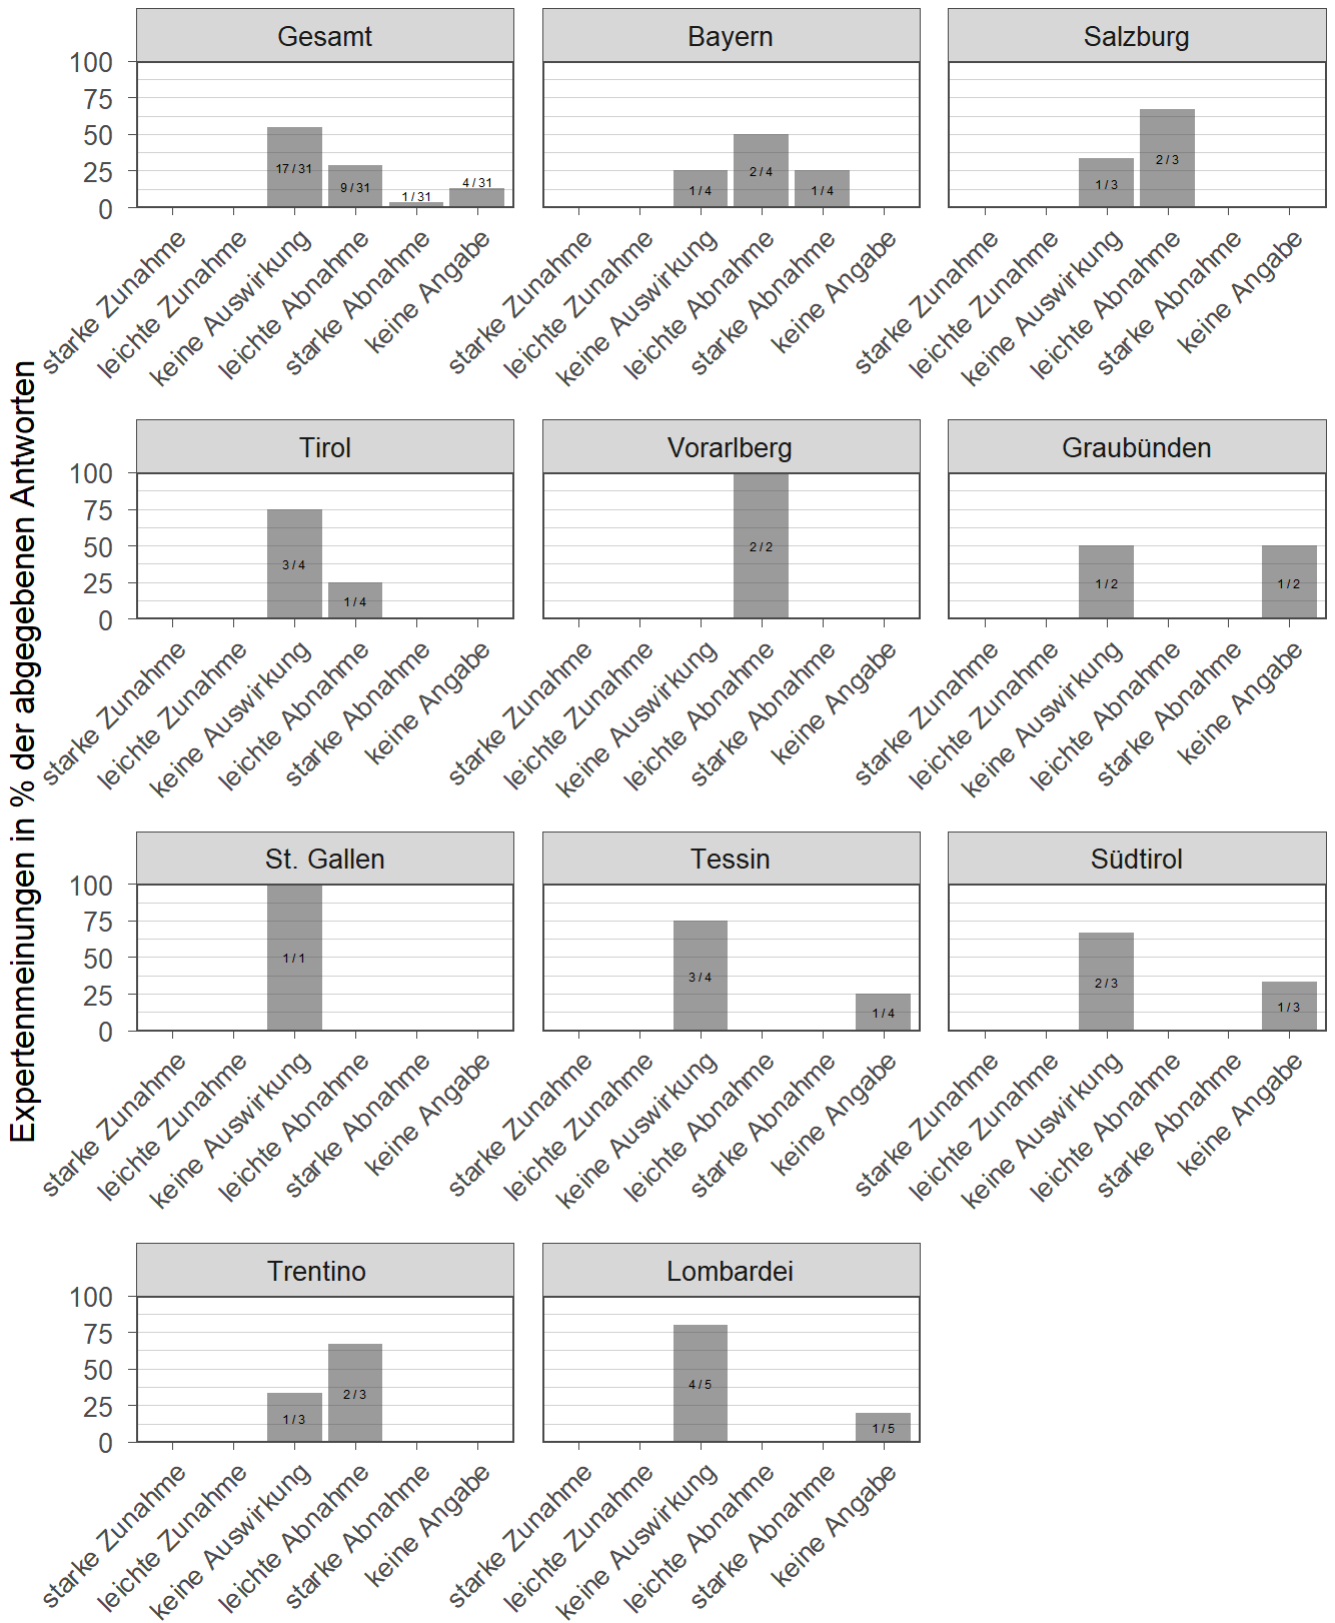 Expertenmeinungen in % der abgegebenen Antworten
Gesamt
100
75
50
25
0
17 / 31
9 / 31
1 / 31
4 / 31
starke Zunahme
leichte Zunahme
keine Auswirkung
leichte Abnahme
starke Abnahme
keine Angabe
Bayern
1 / 4
2 / 4
1 / 4
starke Zunahme
leichte Zunahme
keine Auswirkung
leichte Abnahme
starke Abnahme
keine Angabe
Salzburg
1 / 3
2 / 3
starke Zunahme
leichte Zunahme
keine Auswirkung
leichte Abnahme
starke Abnahme
keine Angabe
Tirol
100
75
50
25
0
3 / 4
1 / 4
starke Zunahme
leichte Zunahme
keine Auswirkung
leichte Abnahme
starke Abnahme
keine Angabe
Vorarlberg
2 / 2
starke Zunahme
leichte Zunahme
keine Auswirkung
leichte Abnahme
starke Abnahme
keine Angabe
Graubünden
1 / 2
1 / 2
starke Zunahme
leichte Zunahme
keine Auswirkung
leichte Abnahme
starke Abnahme
keine Angabe
St. Gallen
100
75
50
25
0
1 / 1
starke Zunahme
leichte Zunahme
keine Auswirkung
leichte Abnahme
starke Abnahme
keine Angabe
Tessin
3 / 4
1 / 4
starke Zunahme
leichte Zunahme
keine Auswirkung
leichte Abnahme
starke Abnahme
keine Angabe
Südtirol
2 / 3
1 / 3
starke Zunahme
leichte Zunahme
keine Auswirkung
leichte Abnahme
starke Abnahme
keine Angabe
Trentino
100
75
50
25
0
1 / 3
2 / 3
starke Zunahme
leichte Zunahme
keine Auswirkung
leichte Abnahme
starke Abnahme
keine Angabe
Lombardei
4 / 5
1 / 5
starke Zunahme
leichte Zunahme
keine Auswirkung
leichte Abnahme
starke Abnahme
keine Angabe